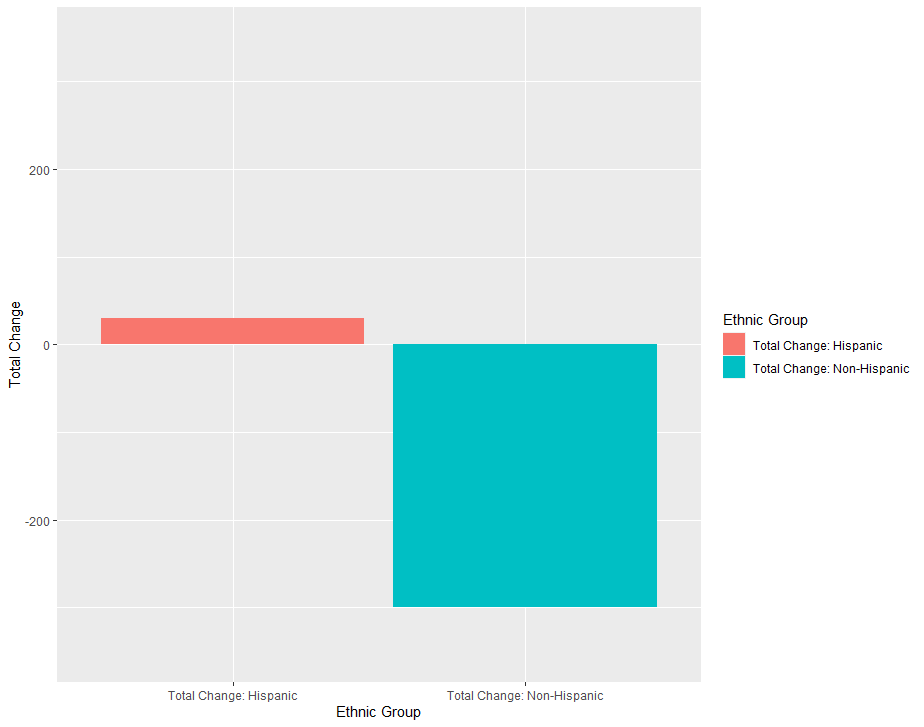 200
0
-200
Total Change
Total Change: Hispanic
Total Change: Non-Hispanic
Ethnic Group
Ethnic Group
Total Change: Hispanic
Total Change: Non-Hispanic